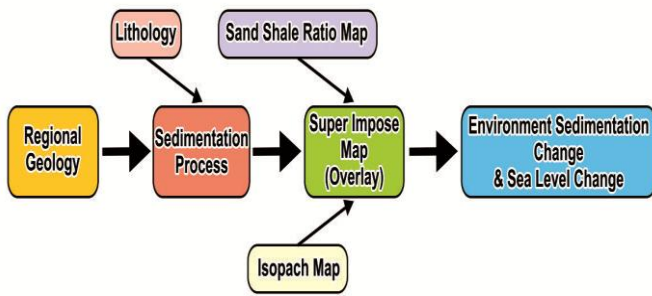 Lithology
Sand Shale Ratio Map
Regional
Geology
Sedimentation
Process
Super Impose
Map
(Overlay)
Environment Sedimentation
Change
& Sea Level Change
Isopach Map